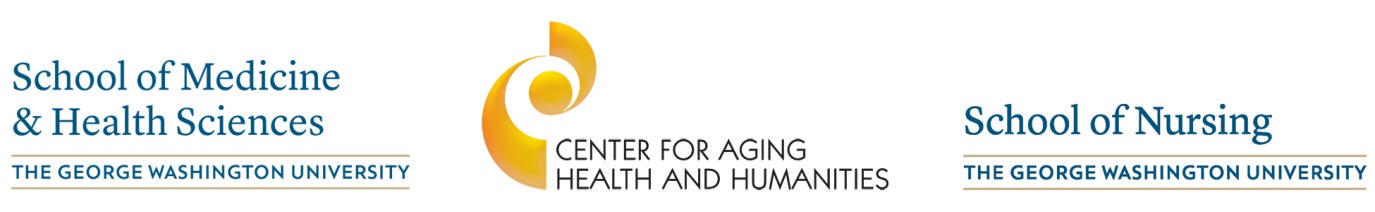 School of Medicine
& Health Sciences
THE GEORGE WASHINGTON UNIVERSITY
CENTER FOR AGING
HEALTH AND HUMANITIES
School of Nursing
THE GEORGE WASHINGTON UNIVERSITY